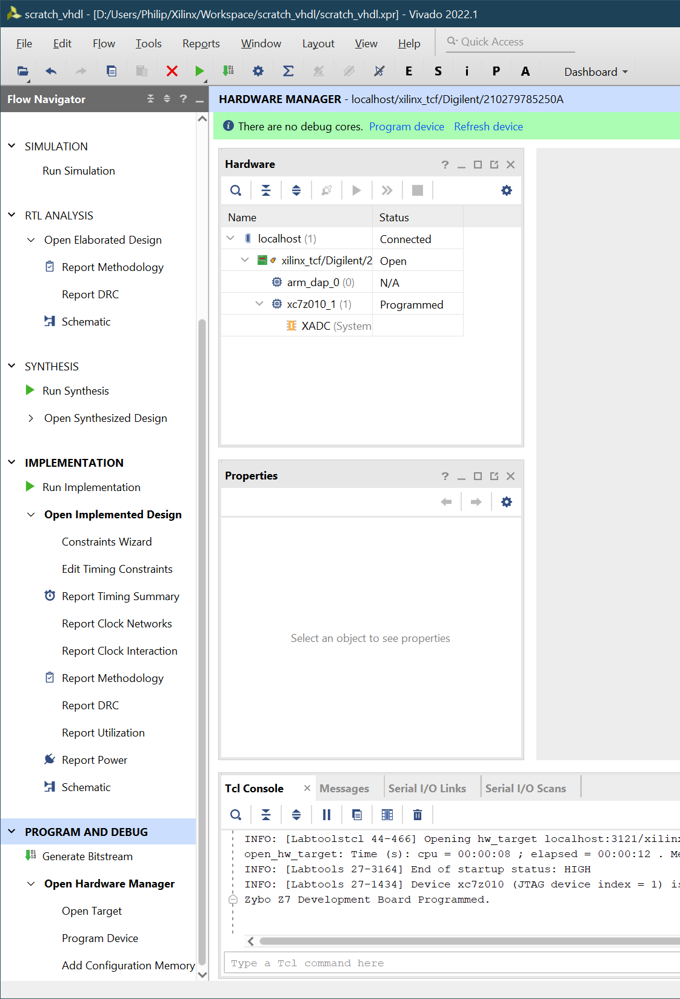 scratch_vhdl - [D:/Users/Philip/Xilinx/Workspace/scratch_vhdl/scratch_vhdl.xpr] - Vivado 2022.1
File Edit Flow Tools Reports Window Layout View Help Quick Access
E S i P A Dashboard
Flow Navigator
SIMULATION
Run Simulation
RTL ANALYSIS
Open Elaborated Design
Report Methodology
Report DRC
Schematic
SYNTHESIS
Run Synthesis
Open Synthesized Design
IMPLEMENTATION
Run Implementation
Open Implemented Design
Constraints Wizard
Edit Timing Constraints
Report Timing Summary
Report Clock Networks
Report Clock Interaction
Report Methodology
Report DRC
Report Utilization
Report Power
Schematic
PROGRAM AND DEBUG
Generate Bitstream
Open Hardware Manager
Open Target
Program Device
Add Configuration Memory
HARDWARE MANAGER - localhost/xilinx_tcf/Digilent/210279785250A
There are no debug cores. Program device Refresh device
Hardware
Name Status
localhost (1) Connected
xilinx_tcf/Digilent/2 Open
arm_dap_0 (0) N/A
xc7z010_1 (1) Programmed
XADC (System
Properties
Select an object to see properties
Tcl Console Messages Serial I/O Links Serial I/O Scans
INFO: [Labtoolstcl 44-466] Opening hw_target localhost:3121/xilin
open_hw_target: Time (s): cpu = 00:00:08 ; elapsed = 00:00:12 . Me
INFO: [Labtools 27-3164] End of startup status: HIGH
INFO: [Labtools 27-1434] Device xc7z010 (JTAG device index = 1) is
Zybo Z7 Development Board Programmed.
Type a Tcl command here